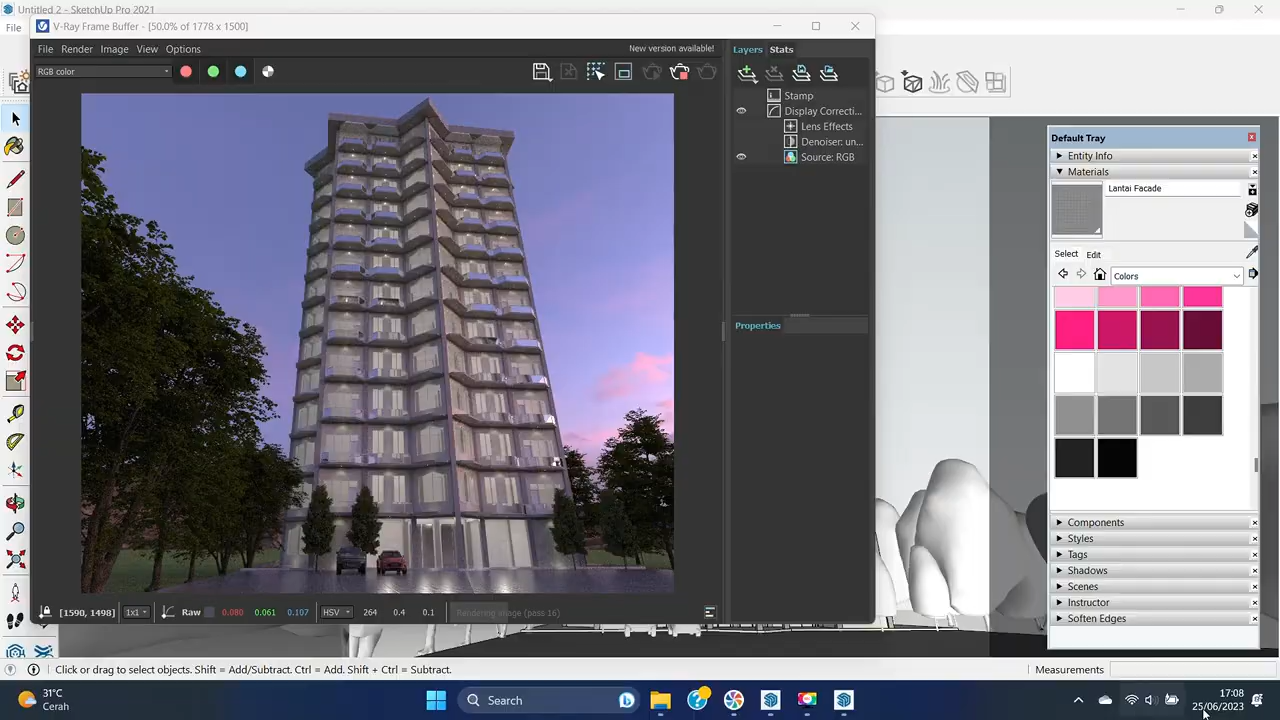 Untitled 2 - SketchUp Pro 2021
File
V-Ray Frame Buffer - [50.0% of 1778 x 1500]
File Render Image View Options
New version available!
RGB color
Layers Stats
Stamp
Display Correcti...
Lens Effects
Denoiser: un...
Source: RGB
Properties
[1590, 1498] 1x1 Raw 0.080 0.061 0.107 HSV 264 0.4 0.1 Rendering image (pass 16)
Default Tray
Entity Info
Materials
Lantai Facade
Select Edit
Colors
Components
Styles
Tags
Shadows
Scenes
Instructor
Soften Edges
Click or drag to select objects. Shift = Add/Subtract. Ctrl = Add. Shift + Ctrl = Subtract.
Measurements
31°C
Cerah
Search
17:08
25/06/2023